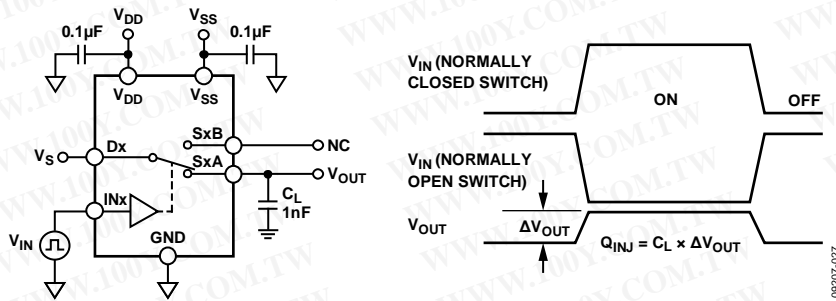 VDD
VSS
0.1µF
0.1µF
VDD
VSS
SxB
NC
VS
Dx
SxA
VOUT
INx
CL
1nF
VIN
GND
VIN (NORMALLY
CLOSED SWITCH)
ON
OFF
VIN (NORMALLY
OPEN SWITCH)
VOUT
ΔVOUT
QINJ = CL × ΔVOUT
09207-027
WWW.100Y.COM.TW